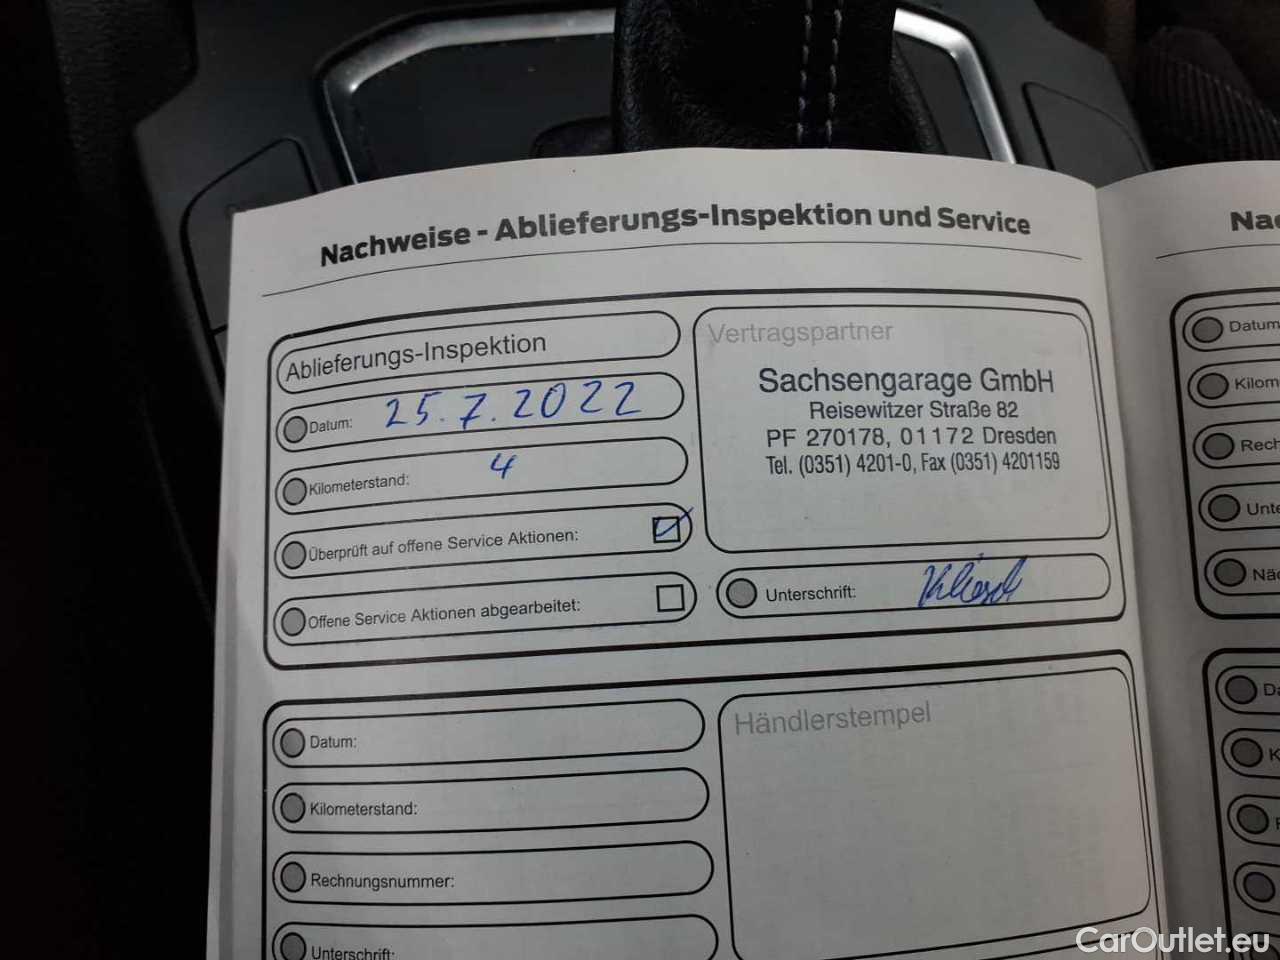 Nachweise - Ablieferungs-Inspektion und Service
Ablieferungs-Inspektion
Datum: 25.7.2022
Kilometerstand: 4
Überprüft auf offene Service Aktionen:
Offene Service Aktionen abgearbeitet:
Vertragspartner
Sachsengarage GmbH
Reisewitzer Straße 82
PF 270178, 01172 Dresden
Tel. (0351) 4201-0, Fax (0351) 4201159
Unterschrift:
Datum:
Kilometerstand:
Rechnungsnummer:
Unterschrift:
Händlerstempel
Datum
CarOutlet.eu